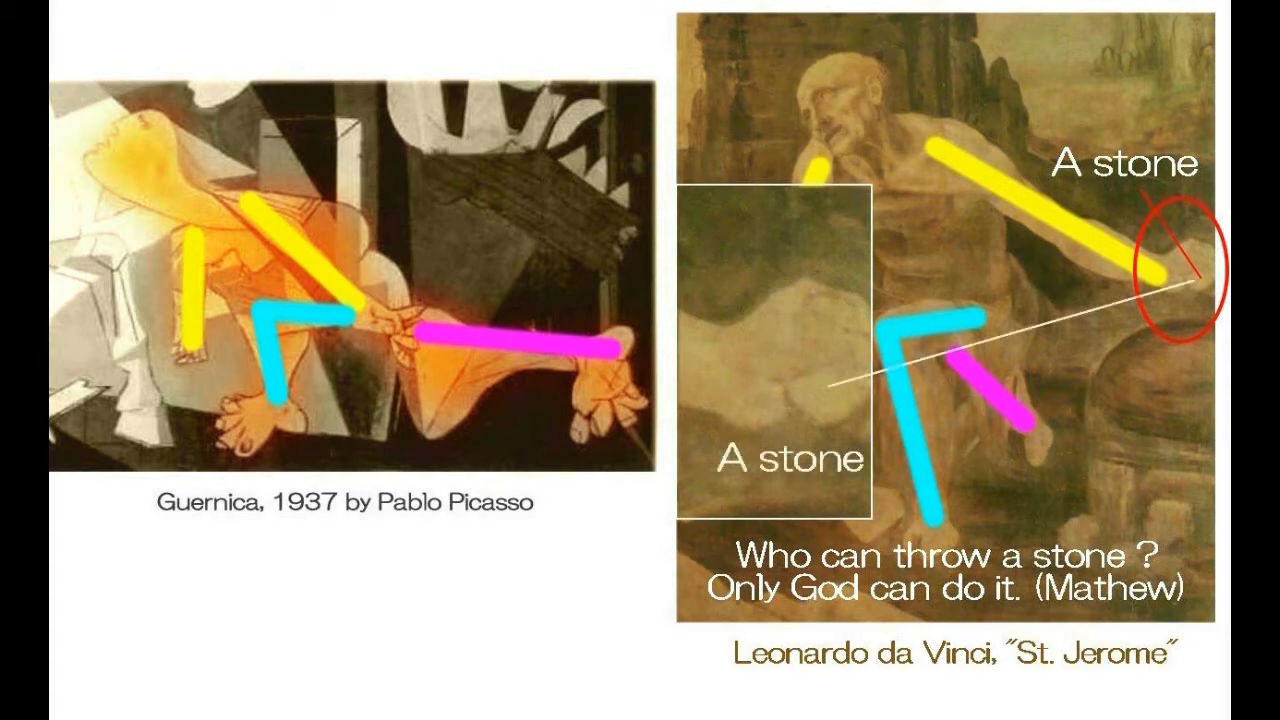 A stone
A stone
Guernica, 1937 by Pablo Picasso
Who can throw a stone ?
Only God can do it. (Mathew)
Leonardo da Vinci, "St. Jerome"